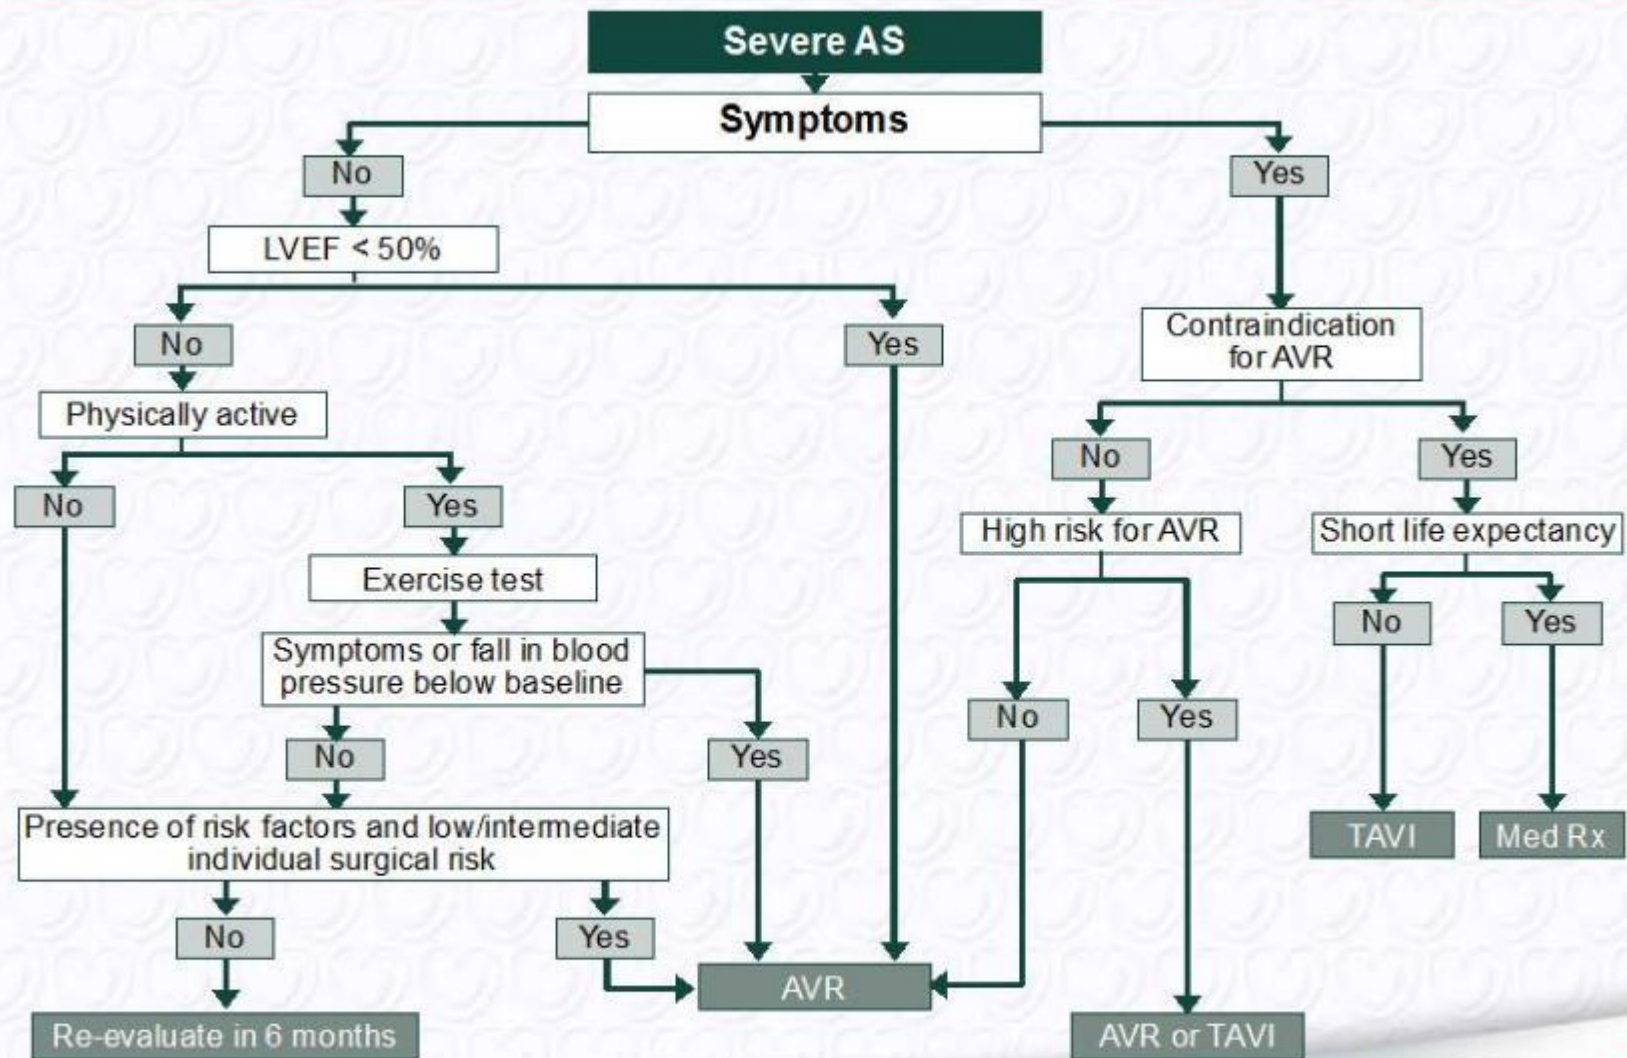 Severe AS
Symptoms
No
Yes
LVEF < 50%
No
Yes
Contraindication
for AVR
Physically active
No
Yes
No
Yes
High risk for AVR
Short life expectancy
Exercise test
No
Yes
Symptoms or fall in blood
pressure below baseline
No
Yes
No
Yes
Presence of risk factors and low/intermediate
individual surgical risk
TAVI
Med Rx
No
Yes
AVR
Re-evaluate in 6 months
AVR or TAVI